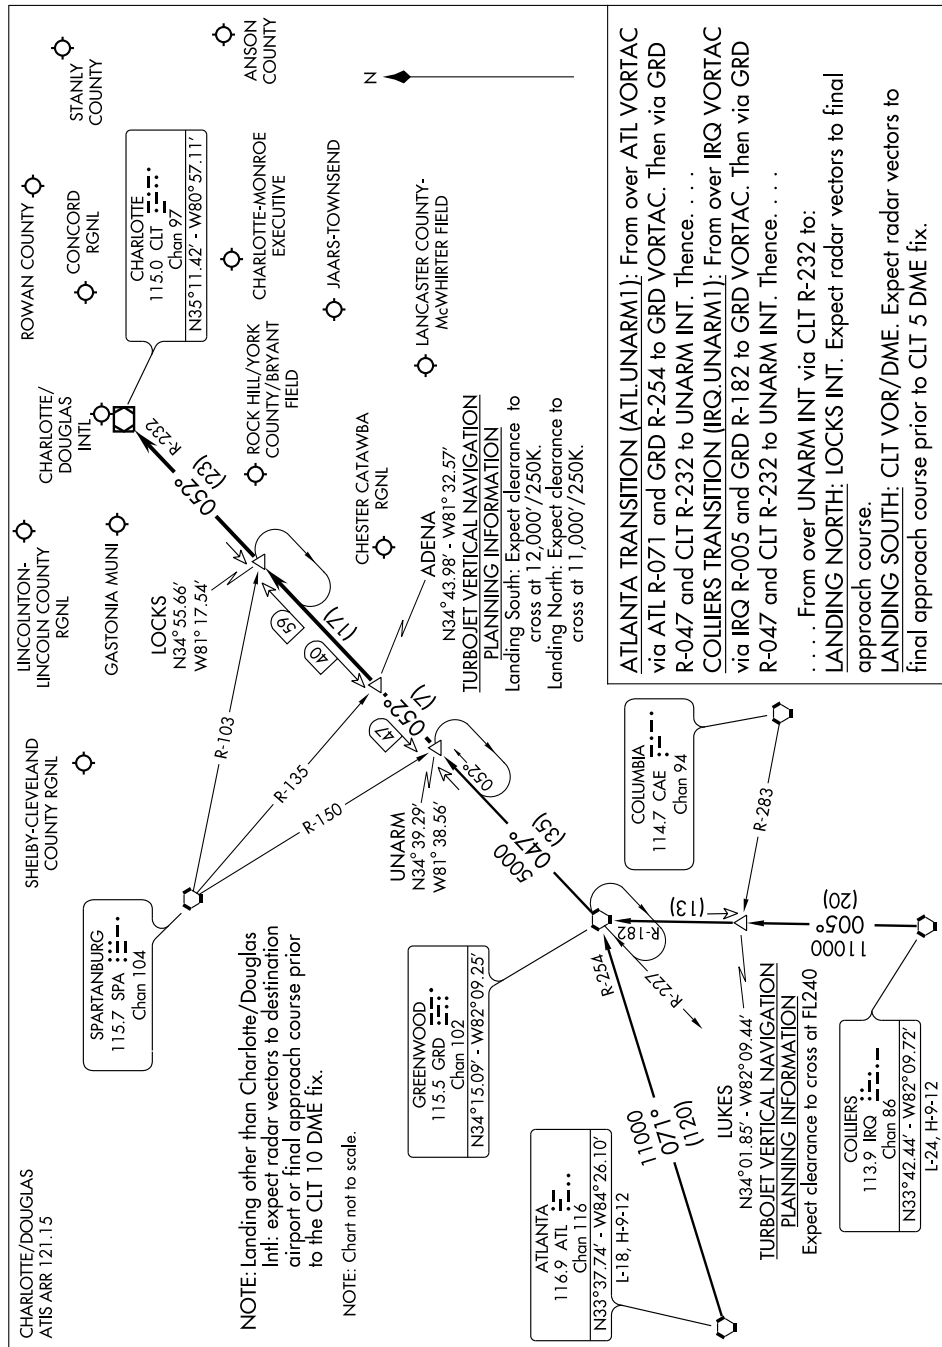 CHARLOTTE/DOUGLAS
ATIS ARR 121.15
SHELBY-CLEVELAND
COUNTY RGNL
LINCOLNTON-
LINCOLN COUNTY
RGNL
GASTONIA MUNI
CHARLOTTE/
DOUGLAS
INTL
ROWAN COUNTY
CONCORD
RGNL
STANLY
COUNTY
ANSON
COUNTY
CHARLOTTE
115.0 CLT
Chan 97
N35°11.42' - W80°57.11'
CHARLOTTE-MONROE
EXECUTIVE
JAARS-TOWNSEND
LANCASTER COUNTY-
McWHIRTER FIELD
ROCK HILL/YORK
COUNTY/BRYANT
FIELD
CHESTER CATAWBA
RGNL
N
R-232
052°
(23)
LOCKS
N34°55.66'
W81°17.54'
59
40
(17)
R-103
R-135
R-150
SPARTANBURG
115.7 SPA
Chan 104
ADENA
N34°43.98' - W81°32.57'
TURBOJET VERTICAL NAVIGATION
PLANNING INFORMATION
Landing South: Expect clearance to
cross at 12,000'/250K.
Landing North: Expect clearance to
cross at 11,000'/250K.
052°
(7)
47
UNARM
N34°39.29'
W81°38.56'
052°
5000
047°
(35)
NOTE: Landing other than Charlotte/Douglas
Intl: expect radar vectors to destination
airport or final approach course prior
to the CLT 10 DME fix.
NOTE: Chart not to scale.
GREENWOOD
115.5 GRD
Chan 102
N34°15.09' - W82°09.25'
COLUMBIA
114.7 CAE
Chan 94
R-283
R-254
R-182
R-227
(13)
11000
071°
(120)
11000
005°
(20)
ATLANTA
116.9 ATL
Chan 116
N33°37.74' - W84°26.10'
L-18, H-9-12
LUKES
N34°01.85' - W82°09.44'
TURBOJET VERTICAL NAVIGATION
PLANNING INFORMATION
Expect clearance to cross at FL240
COLLIERS
113.9 IRQ
Chan 86
N33°42.44' - W82°09.72'
L-24, H-9-12
ATLANTA TRANSITION (ATL.UNARM1): From over ATL VORTAC
via ATL R-071 and GRD R-254 to GRD VORTAC. Then via GRD
R-047 and CLT R-232 to UNARM INT. Thence. . . .
COLLIERS TRANSITION (IRQ.UNARM1): From over IRQ VORTAC
via IRQ R-005 and GRD R-182 to GRD VORTAC. Then via GRD
R-047 and CLT R-232 to UNARM INT. Thence. . . .
. . . . From over UNARM INT via CLT R-232 to:
LANDING NORTH: LOCKS INT. Expect radar vectors to final
approach course.
LANDING SOUTH: CLT VOR/DME. Expect radar vectors to
final approach course prior to CLT 5 DME fix.